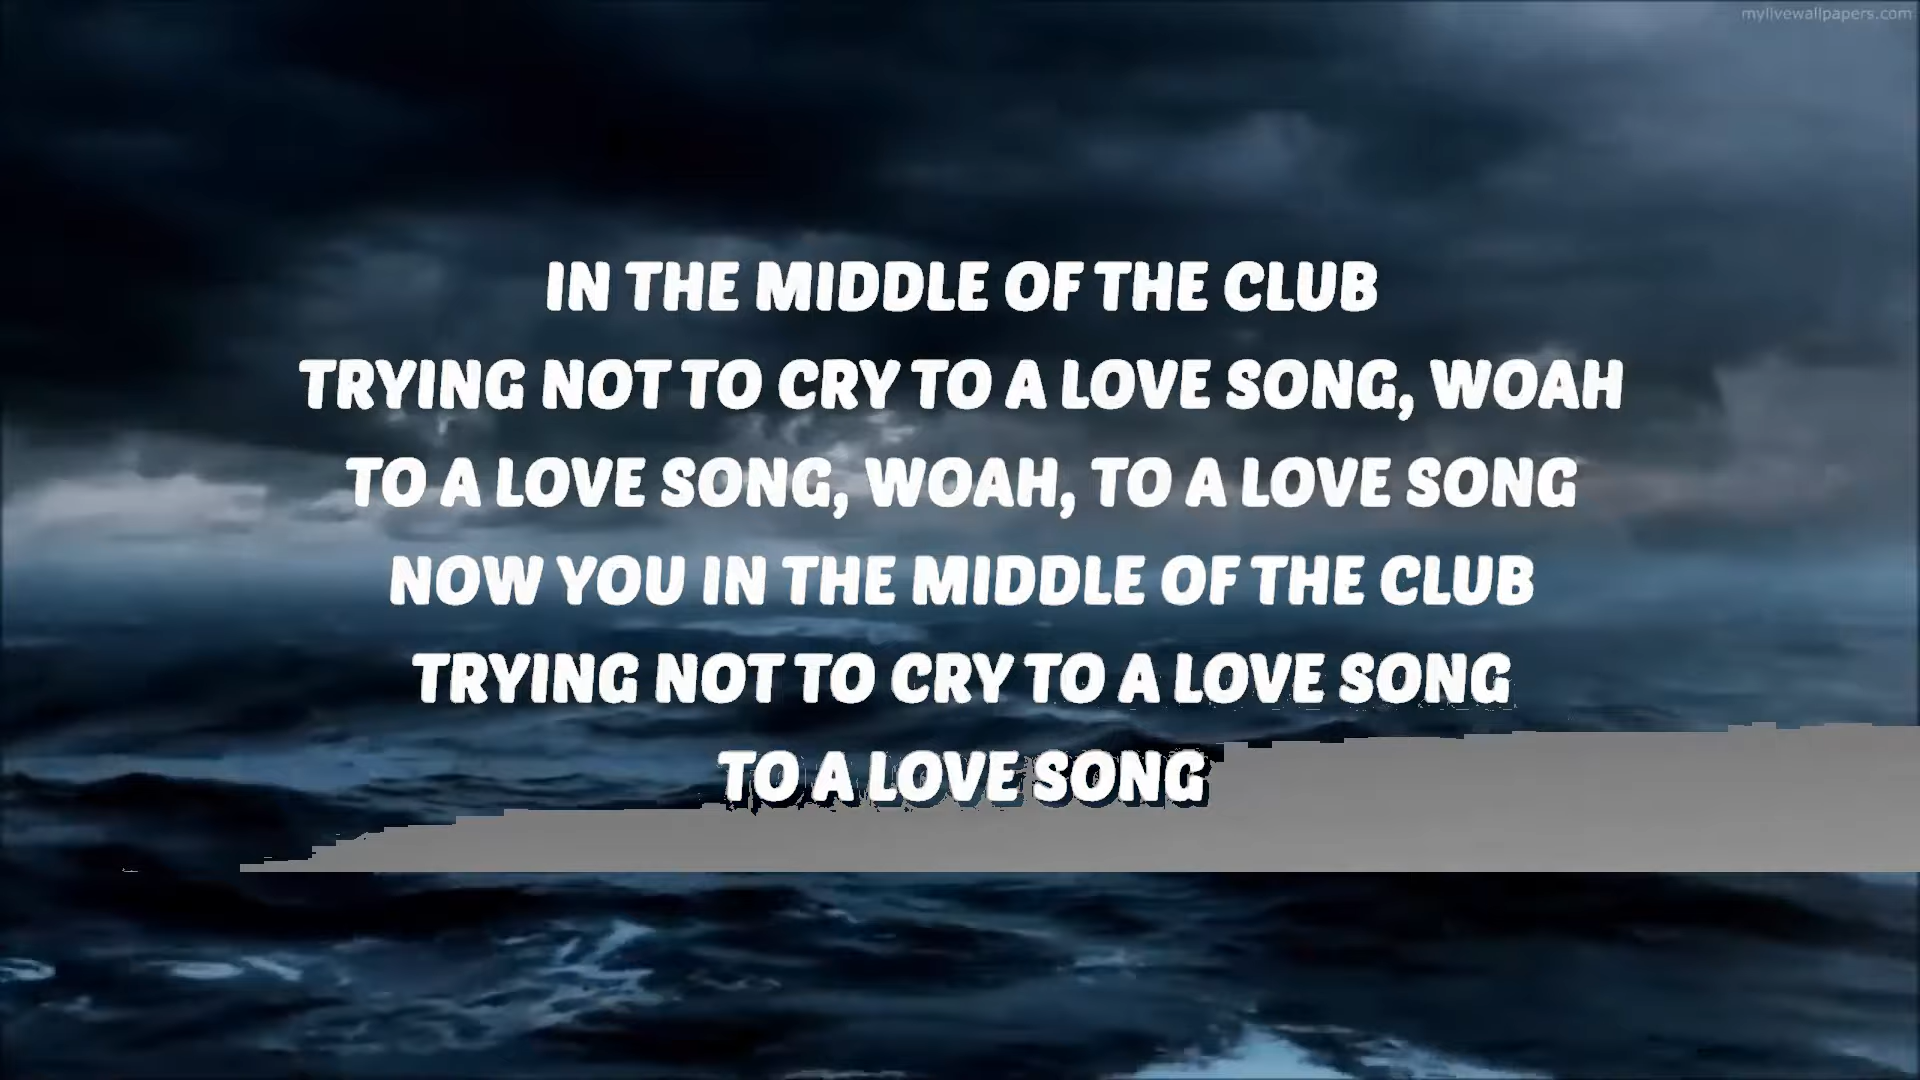 mylivewallpapers.com
IN THE MIDDLE OF THE CLUB
TRYING NOT TO CRY TO A LOVE SONG, WOAH
TO A LOVE SONG, WOAH, TO A LOVE SONG
NOW YOU IN THE MIDDLE OF THE CLUB
TRYING NOT TO CRY TO A LOVE SONG
TO A LOVE SONG